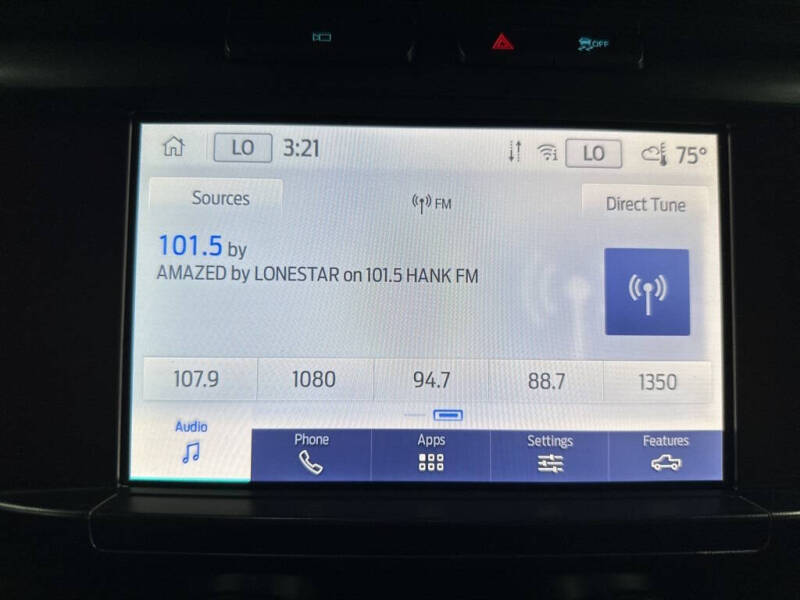 OFF
LO 3:21 LO 75°
Sources FM Direct Tune
101.5 by
AMAZED by LONESTAR on 101.5 HANK FM
107.9 1080 94.7 88.7 1350
Audio Phone Apps Settings Features